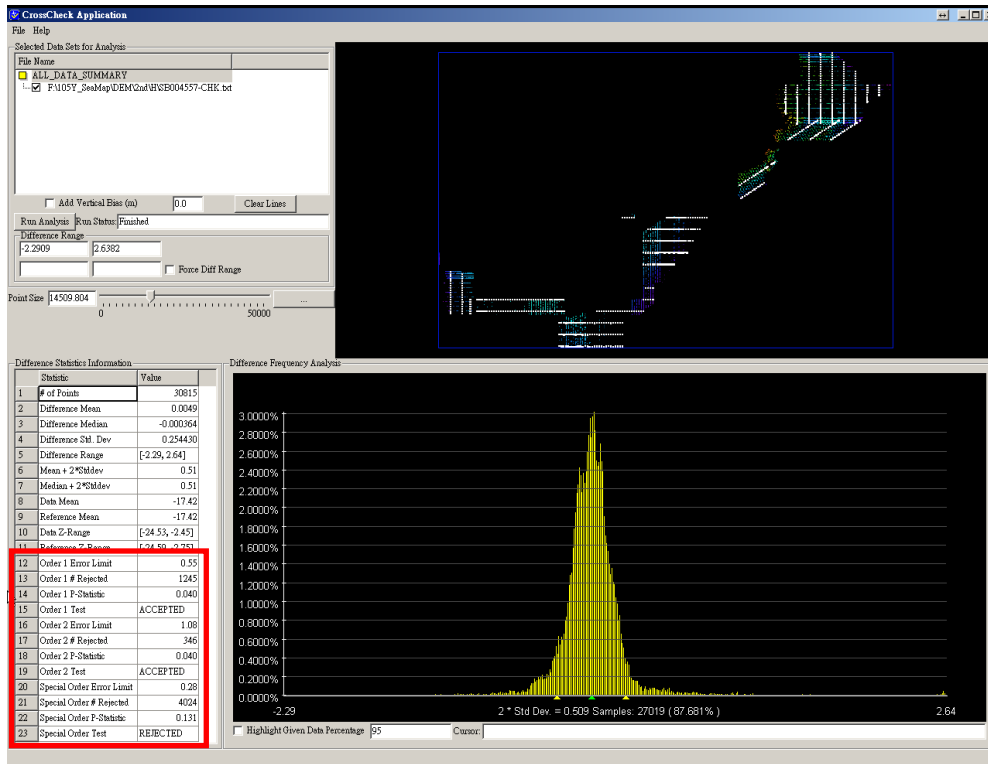 CrossCheck Application
File Help
Selected Data Sets for Analysis
File Name
ALL_DATA_SUMMARY
F:\105Y_SeaMap\DEM\2nd\H\SB004557-CHK.txt
Add Vertical Bias (m) 0.0 Clear Lines
Run Analysis Run Status: Finished
Difference Range
-2.2909 2.6382
Force Diff Range
Point Size 14509.804 ...
0 50000
Difference Statistics Information
Statistic Value
1 # of Points 30815
2 Difference Mean 0.0049
3 Difference Median -0.000364
4 Difference Std. Dev 0.254430
5 Difference Range [-2.29, 2.64]
6 Mean + 2*Stddev 0.51
7 Median + 2*Stddev 0.51
8 Data Mean -17.42
9 Reference Mean -17.42
10 Data Z-Range [-24.53, -2.45]
11 Reference Z-Range [-24.59, -2.75]
12 Order 1 Error Limit 0.55
13 Order 1 # Rejected 1245
14 Order 1 P-Statistic 0.040
15 Order 1 Test ACCEPTED
16 Order 2 Error Limit 1.08
17 Order 2 # Rejected 346
18 Order 2 P-Statistic 0.040
19 Order 2 Test ACCEPTED
20 Special Order Error Limit 0.28
21 Special Order # Rejected 4024
22 Special Order P-Statistic 0.131
23 Special Order Test REJECTED
Difference Frequency Analysis
3.0000%
2.8000%
2.6000%
2.4000%
2.2000%
2.0000%
1.8000%
1.6000%
1.4000%
1.2000%
1.0000%
0.8000%
0.6000%
0.4000%
0.2000%
0.0000%
-2.29 2 * Std Dev. = 0.509 Samples: 27019 ( 87.681% ) 2.64
Highlight Given Data Percentage 95 Cursor: